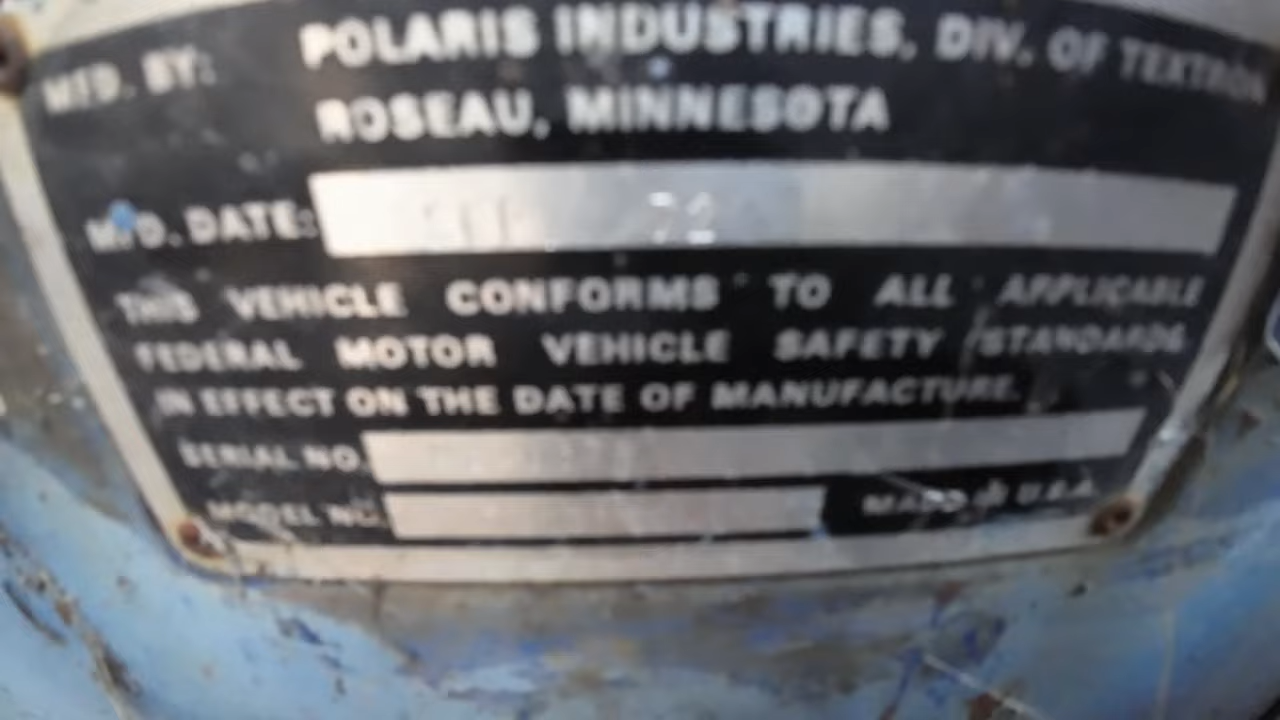 MFD. BY: POLARIS INDUSTRIES, DIV. OF TEXTRON
ROSEAU, MINNESOTA
MFD. DATE: 72
THIS VEHICLE CONFORMS TO ALL APPLICABLE
FEDERAL MOTOR VEHICLE SAFETY STANDARDS
IN EFFECT ON THE DATE OF MANUFACTURE.
SERIAL NO.
MODEL NO. MADE IN U.S.A.